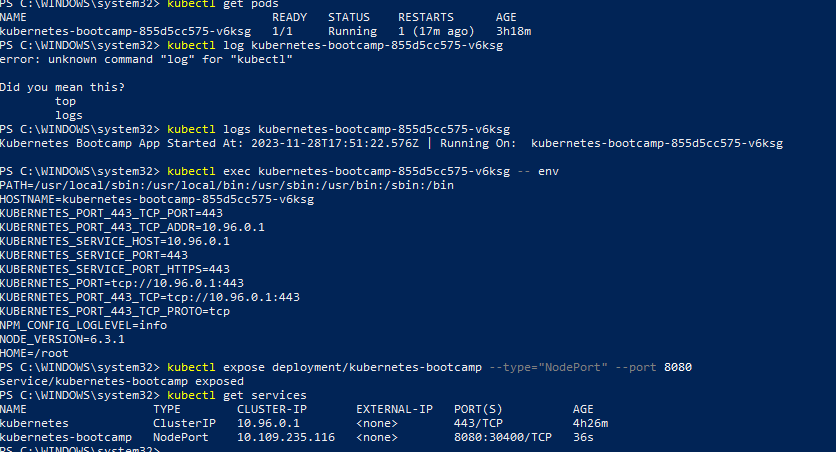 PS C:\WINDOWS\system32> kubectl get pods
NAME READY STATUS RESTARTS AGE
kubernetes-bootcamp-855d5cc575-v6ksg 1/1 Running 1 (17m ago) 3h18m
PS C:\WINDOWS\system32> kubectl log kubernetes-bootcamp-855d5cc575-v6ksg
error: unknown command "log" for "kubectl"
Did you mean this?
top
logs
PS C:\WINDOWS\system32> kubectl logs kubernetes-bootcamp-855d5cc575-v6ksg
Kubernetes Bootcamp App Started At: 2023-11-28T17:51:22.576Z | Running On:  kubernetes-bootcamp-855d5cc575-v6ksg
PS C:\WINDOWS\system32> kubectl exec kubernetes-bootcamp-855d5cc575-v6ksg -- env
PATH=/usr/local/sbin:/usr/local/bin:/usr/sbin:/usr/bin:/sbin:/bin
HOSTNAME=kubernetes-bootcamp-855d5cc575-v6ksg
KUBERNETES_PORT_443_TCP_PORT=443
KUBERNETES_PORT_443_TCP_ADDR=10.96.0.1
KUBERNETES_SERVICE_HOST=10.96.0.1
KUBERNETES_SERVICE_PORT=443
KUBERNETES_SERVICE_PORT_HTTPS=443
KUBERNETES_PORT=tcp://10.96.0.1:443
KUBERNETES_PORT_443_TCP=tcp://10.96.0.1:443
KUBERNETES_PORT_443_TCP_PROTO=tcp
NPM_CONFIG_LOGLEVEL=info
NODE_VERSION=6.3.1
HOME=/root
PS C:\WINDOWS\system32> kubectl expose deployment/kubernetes-bootcamp --type="NodePort" --port 8080
service/kubernetes-bootcamp exposed
PS C:\WINDOWS\system32> kubectl get services
NAME TYPE CLUSTER-IP EXTERNAL-IP PORT(S) AGE
kubernetes ClusterIP 10.96.0.1 <none> 443/TCP 4h26m
kubernetes-bootcamp NodePort 10.109.235.116 <none> 8080:30400/TCP 36s
PS C:\WINDOWS\system32>